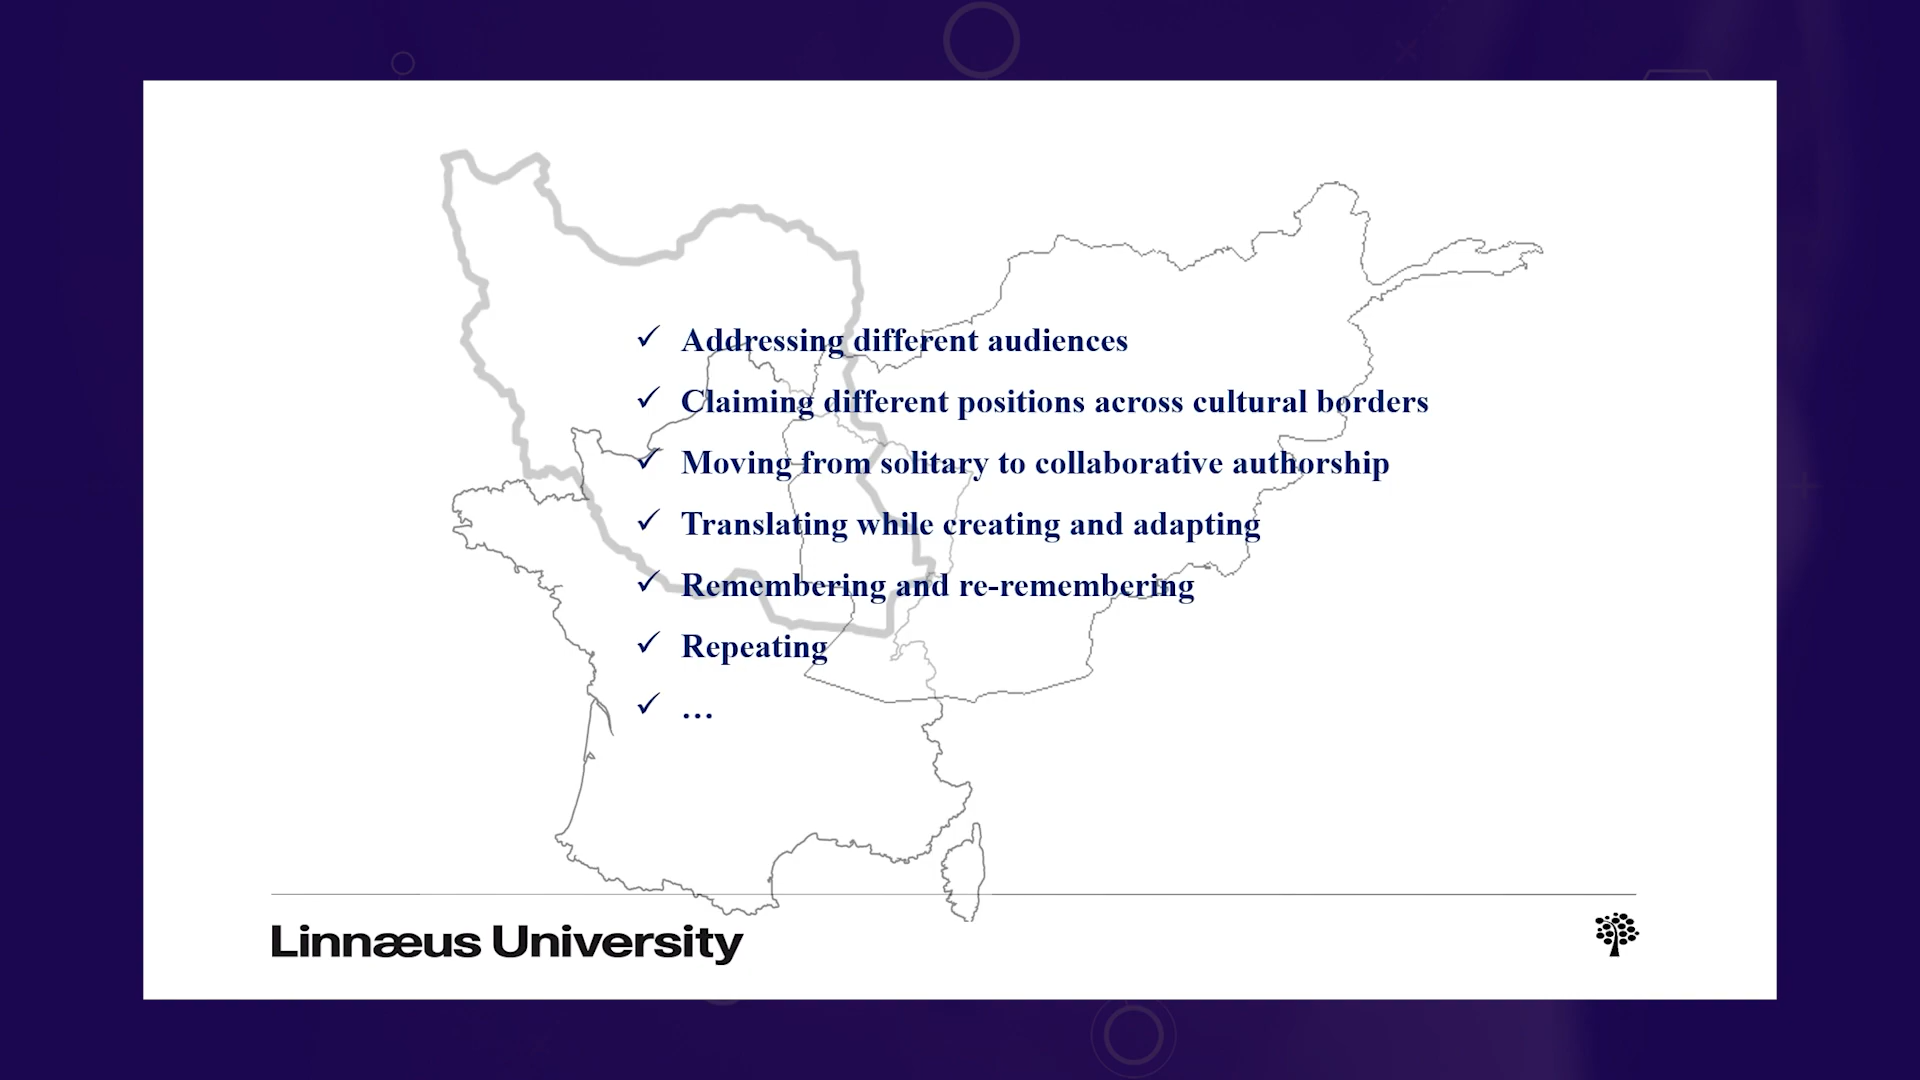 ✓ Addressing different audiences
✓ Claiming different positions across cultural borders
✓ Moving from solitary to collaborative authorship
✓ Translating while creating and adapting
✓ Remembering and re-remembering
✓ Repeating
✓ …
Linnæus University